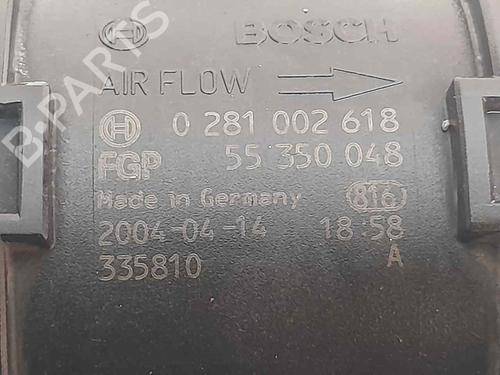 BOSCH
AIR FLOW
0 281 002 618
FGP 55 350 048
Made in Germany 816
2004-04-14 18:58
335810 A
B-PARTS